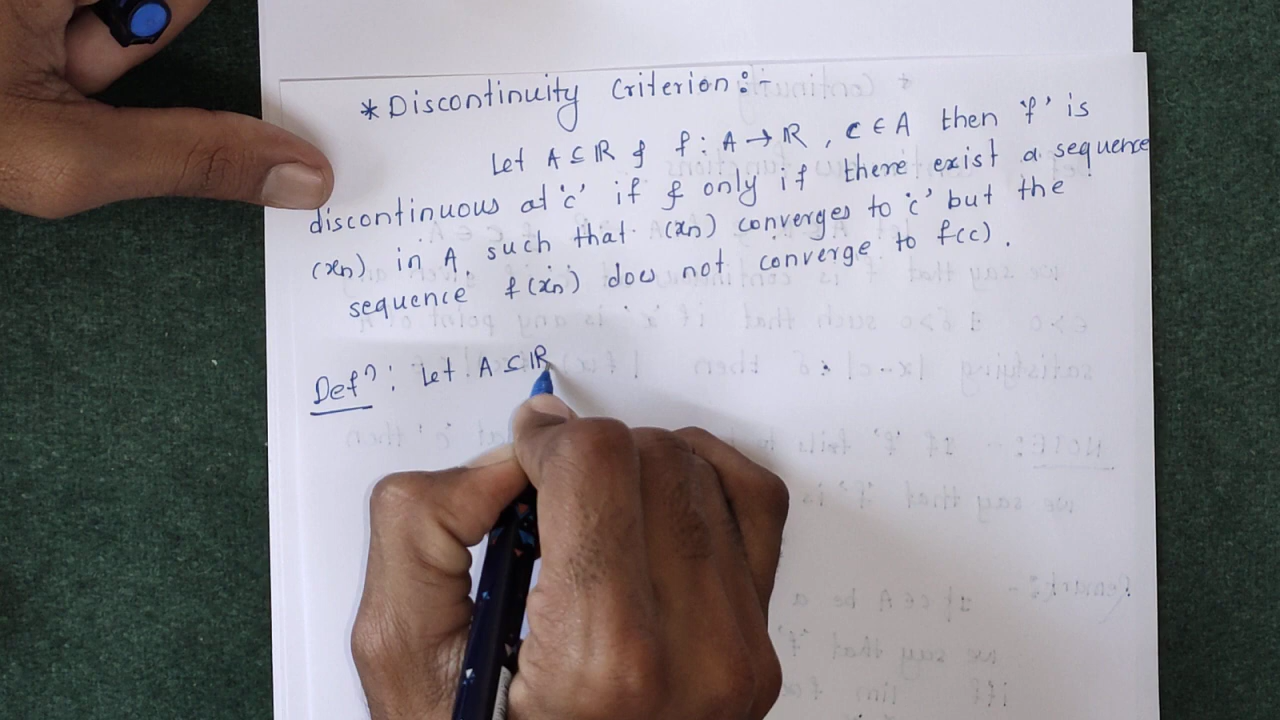 * Discontinuity Criterion :-
Let A ⊆ ℝ & f : A → ℝ , c ∈ A then 'f' is
discontinuous at 'c' if & only if there exist a sequence
(xn) in A such that (xn) converges to 'c' but the
sequence f(xn) does not converge to f(c) .
Defn : Let A ⊆ ℝ